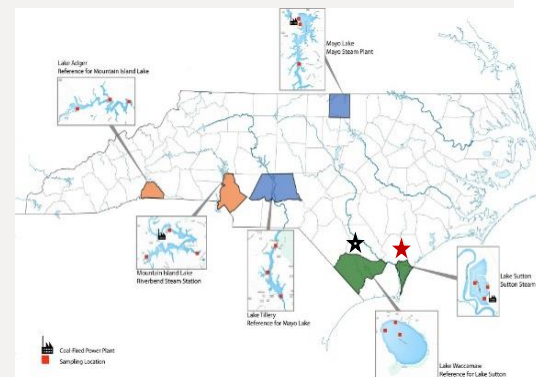 Mayo Lake
Mayo Steam Plant
Lake Adger
Reference for Mountain Island Lake
Mountain Island Lake
Riverbend Steam Station
Lake Tillery
Reference for Mayo Lake
Lake Sutton
Sutton Steam
Lake Waccamaw
Reference for Lake Sutton
Coal-Fired Power Plant
Sampling Location